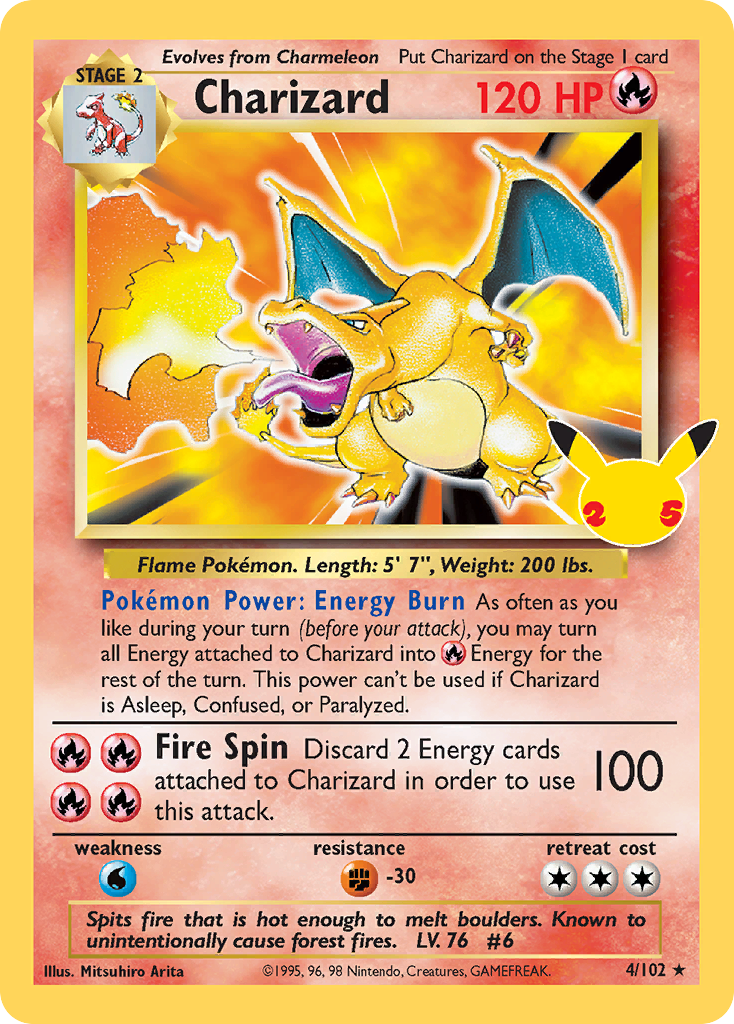 Evolves from Charmeleon Put Charizard on the Stage 1 card
STAGE 2
Charizard 120 HP
25
Flame Pokémon. Length: 5' 7", Weight: 200 lbs.
Pokémon Power: Energy Burn As often as you
like during your turn (before your attack), you may turn
all Energy attached to Charizard into Energy for the
rest of the turn. This power can't be used if Charizard
is Asleep, Confused, or Paralyzed.
Fire Spin Discard 2 Energy cards
attached to Charizard in order to use
this attack.
100
weakness resistance retreat cost
-30
Spits fire that is hot enough to melt boulders. Known to
unintentionally cause forest fires. LV. 76 #6
Illus. Mitsuhiro Arita ©1995, 96, 98 Nintendo, Creatures, GAMEFREAK. 4/102 ★